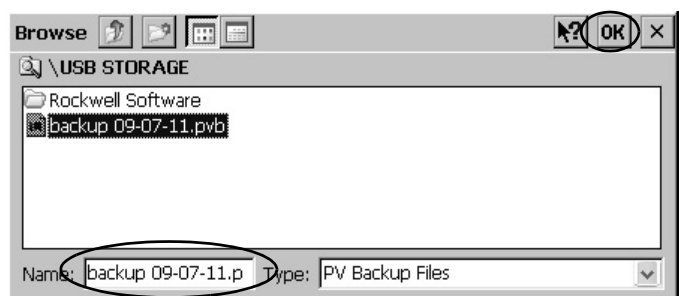 Browse ? OK ×
\USB STORAGE
Rockwell Software
backup 09-07-11.pvb
Name: backup 09-07-11.p Type: PV Backup Files